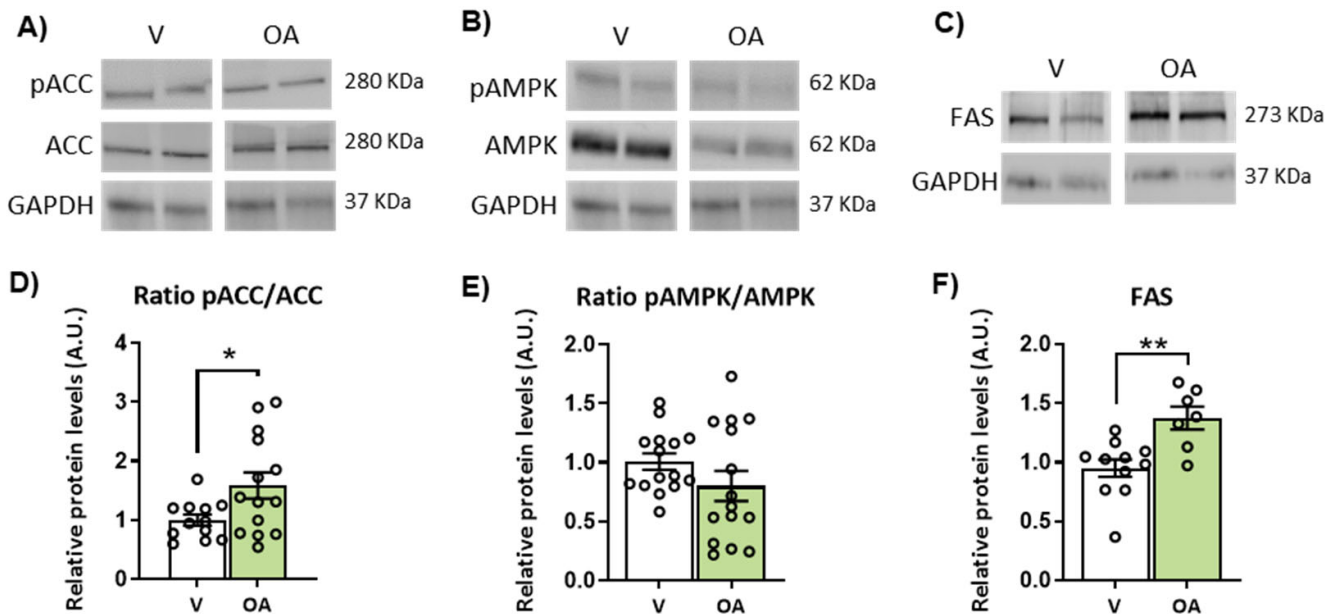 A)
V OA
pACC 280 KDa
ACC 280 KDa
GAPDH 37 KDa
B)
V OA
pAMPK 62 KDa
AMPK 62 KDa
GAPDH 37 KDa
C)
V OA
FAS 273 KDa
GAPDH 37 KDa
D)
Ratio pACC/ACC
Relative protein levels (A.U.)
4
3
2
1
0
*
V OA
E)
Ratio pAMPK/AMPK
Relative protein levels (A.U.)
2.0
1.5
1.0
0.5
0.0
V OA
F)
FAS
Relative protein levels (A.U.)
2.0
1.5
1.0
0.5
0.0
**
V OA